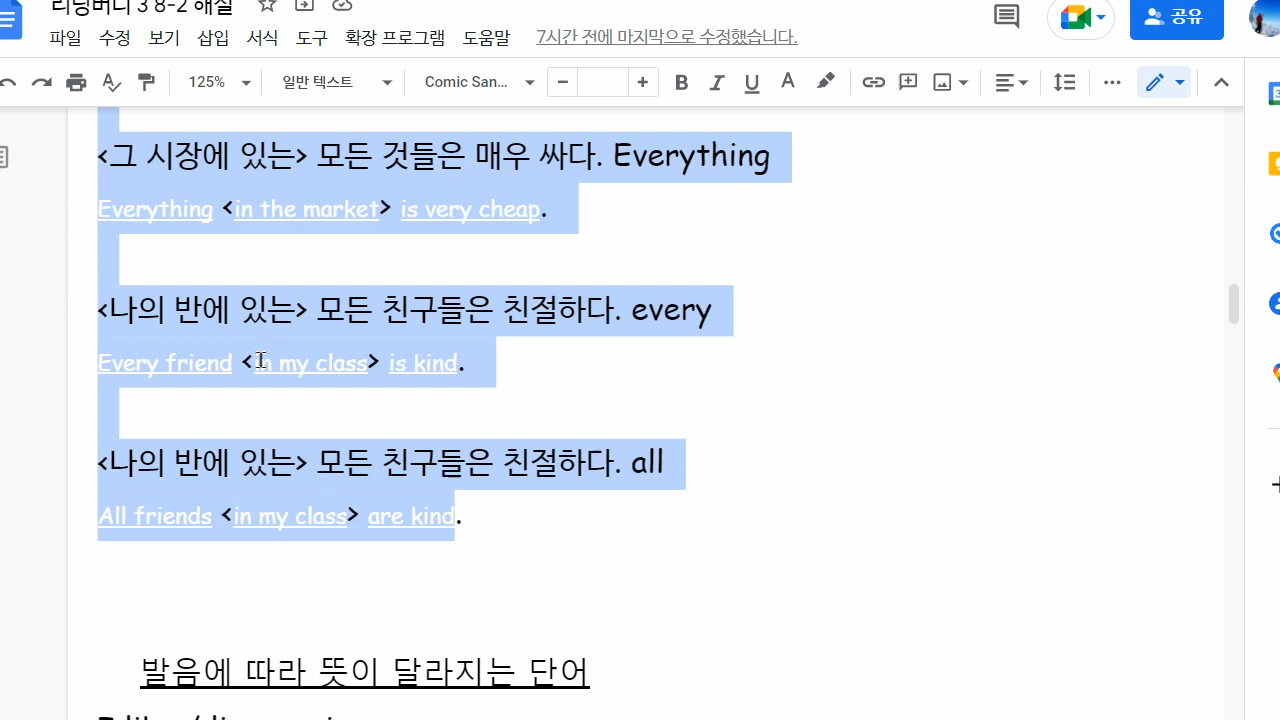 리딩버디 3 8-2 해설
파일 수정 보기 삽입 서식 도구 확장 프로그램 도움말 7시간 전에 마지막으로 수정했습니다.
공유
125% 일반 텍스트 Comic San... B I U A
<그 시장에 있는> 모든 것들은 매우 싸다. Everything
Everything <in the market> is very cheap.
<나의 반에 있는> 모든 친구들은 친절하다. every
Every friend <in my class> is kind.
<나의 반에 있는> 모든 친구들은 친절하다. all
All friends <in my class> are kind.
발음에 따라 뜻이 달라지는 단어